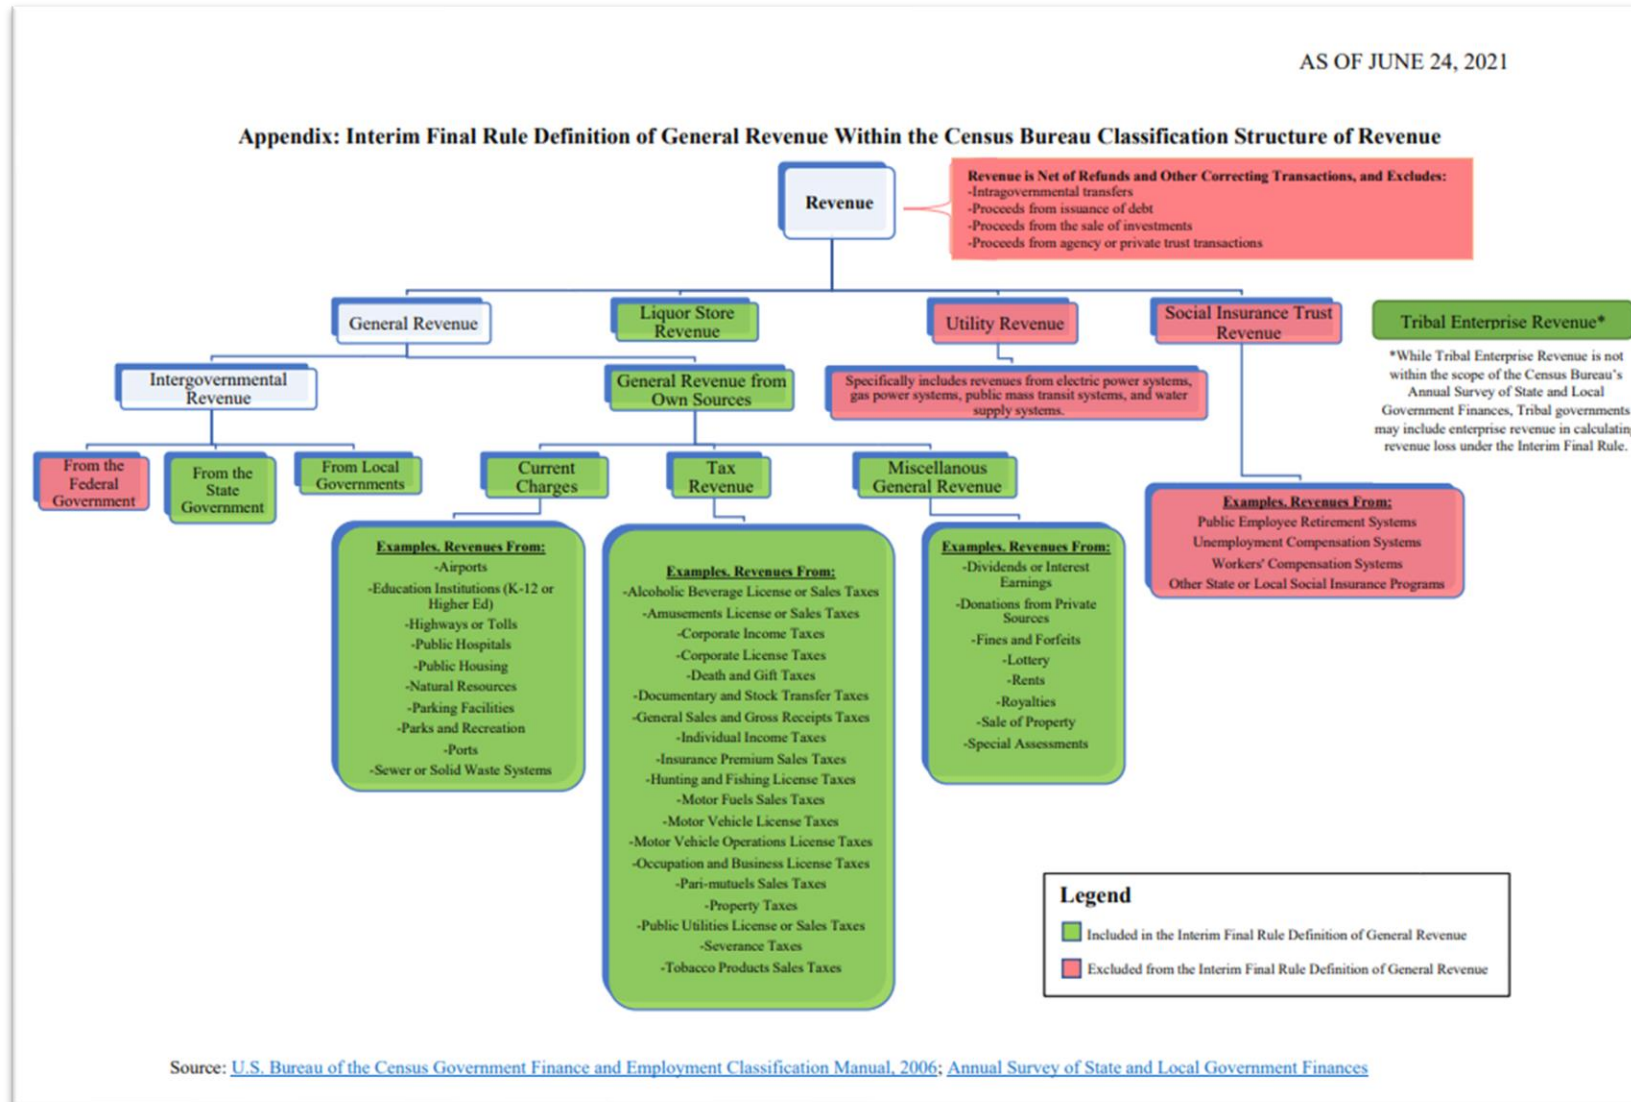 AS OF JUNE 24, 2021
Appendix: Interim Final Rule Definition of General Revenue Within the Census Bureau Classification Structure of Revenue
Revenue
Revenue is Net of Refunds and Other Correcting Transactions, and Excludes:
-Intragovernmental transfers
-Proceeds from issuance of debt
-Proceeds from the sale of investments
-Proceeds from agency or private trust transactions
General Revenue
Liquor Store
Revenue
Utility Revenue
Social Insurance Trust
Revenue
Tribal Enterprise Revenue*
*While Tribal Enterprise Revenue is not
within the scope of the Census Bureau's
Annual Survey of State and Local
Government Finances, Tribal governments
may include enterprise revenue in calculating
revenue loss under the Interim Final Rule.
Intergovernmental
Revenue
General Revenue from
Own Sources
Specifically includes revenues from electric power systems,
gas power systems, public mass transit systems, and water
supply systems.
From the
Federal
Government
From the
State
Government
From Local
Governments
Current
Charges
Tax
Revenue
Miscellanous
General Revenue
Examples. Revenues From:
-Airports
-Education Institutions (K-12 or
Higher Ed)
-Highways or Tolls
-Public Hospitals
-Public Housing
-Natural Resources
-Parking Facilities
-Parks and Recreation
-Ports
-Sewer or Solid Waste Systems
Examples. Revenues From:
-Alcoholic Beverage License or Sales Taxes
-Amusements License or Sales Taxes
-Corporate Income Taxes
-Corporate License Taxes
-Death and Gift Taxes
-Documentary and Stock Transfer Taxes
-General Sales and Gross Receipts Taxes
-Individual Income Taxes
-Insurance Premium Sales Taxes
-Hunting and Fishing License Taxes
-Motor Fuels Sales Taxes
-Motor Vehicle License Taxes
-Motor Vehicle Operations License Taxes
-Occupation and Business License Taxes
-Pari-mutuels Sales Taxes
-Property Taxes
-Public Utilities License or Sales Taxes
-Severance Taxes
-Tobacco Products Sales Taxes
Examples. Revenues From:
-Dividends or Interest
Earnings
-Donations from Private
Sources
-Fines and Forfeits
-Lottery
-Rents
-Royalties
-Sale of Property
-Special Assessments
Examples. Revenues From:
Public Employee Retirement Systems
Unemployment Compensation Systems
Workers' Compensation Systems
Other State or Local Social Insurance Programs
Legend
Included in the Interim Final Rule Definition of General Revenue
Excluded from the Interim Final Rule Definition of General Revenue
Source: U.S. Bureau of the Census Government Finance and Employment Classification Manual, 2006; Annual Survey of State and Local Government Finances